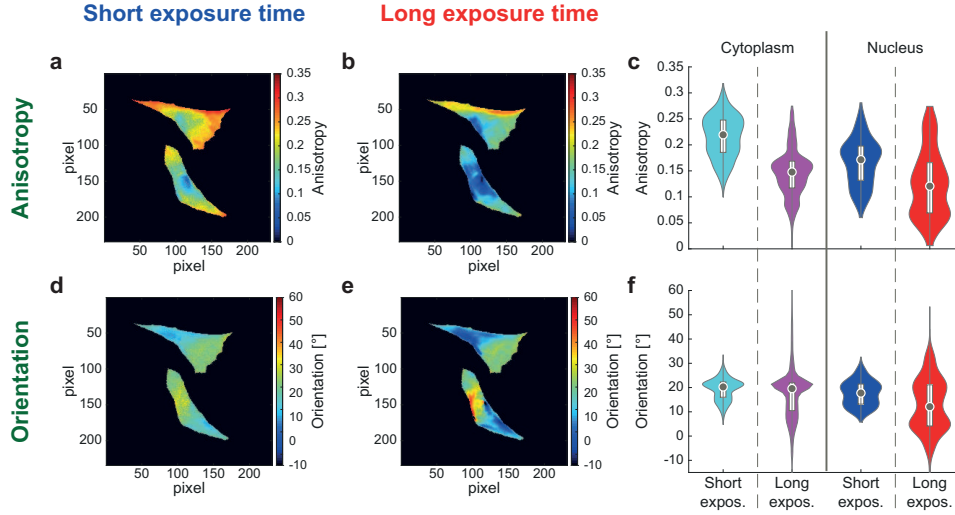 Short exposure time
Long exposure time
Anisotropy
Orientation
a
50
100
150
200
pixel
50 100 150 200
pixel
0.35
0.3
0.25
0.2
0.15
0.1
0.05
0
Anisotropy
b
50
100
150
200
50 100 150 200
pixel
0.35
0.3
0.25
0.2
0.15
0.1
0.05
0
Anisotropy
c
Cytoplasm
Nucleus
0.35
0.3
0.25
0.2
0.15
0.1
0.05
0
Anisotropy
d
50
100
150
200
pixel
50 100 150 200
pixel
60
50
40
30
20
10
0
-10
Orientation [°]
e
50
100
150
200
50 100 150 200
pixel
60
50
40
30
20
10
0
-10
Orientation [°]
f
60
50
40
30
20
10
0
-10
Orientation [°]
Short
expos.
Long
expos.
Short
expos.
Long
expos.